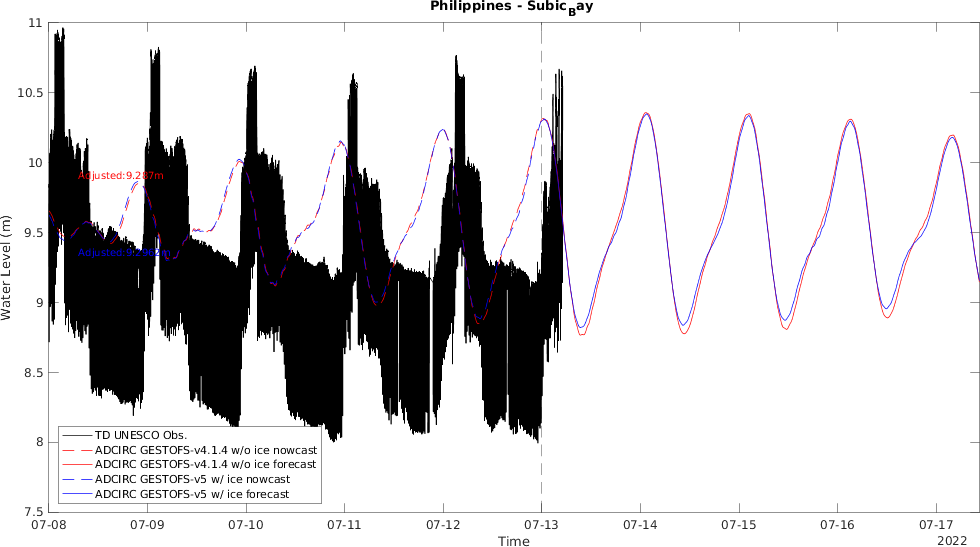 Philippines - Subic_Bay
11
10.5
10
9.5
9
8.5
8
7.5
Water Level (m)
Adjusted:9.287m
TD UNESCO Obs.
ADCIRC GESTOFS-v4.1.4 w/o ice nowcast
ADCIRC GESTOFS-v4.1.4 w/o ice forecast
ADCIRC GESTOFS-v5 w/ ice nowcast
ADCIRC GESTOFS-v5 w/ ice forecast
07-08 07-09 07-10 07-11 07-12 07-13 07-14 07-15 07-16 07-17
Time
2022